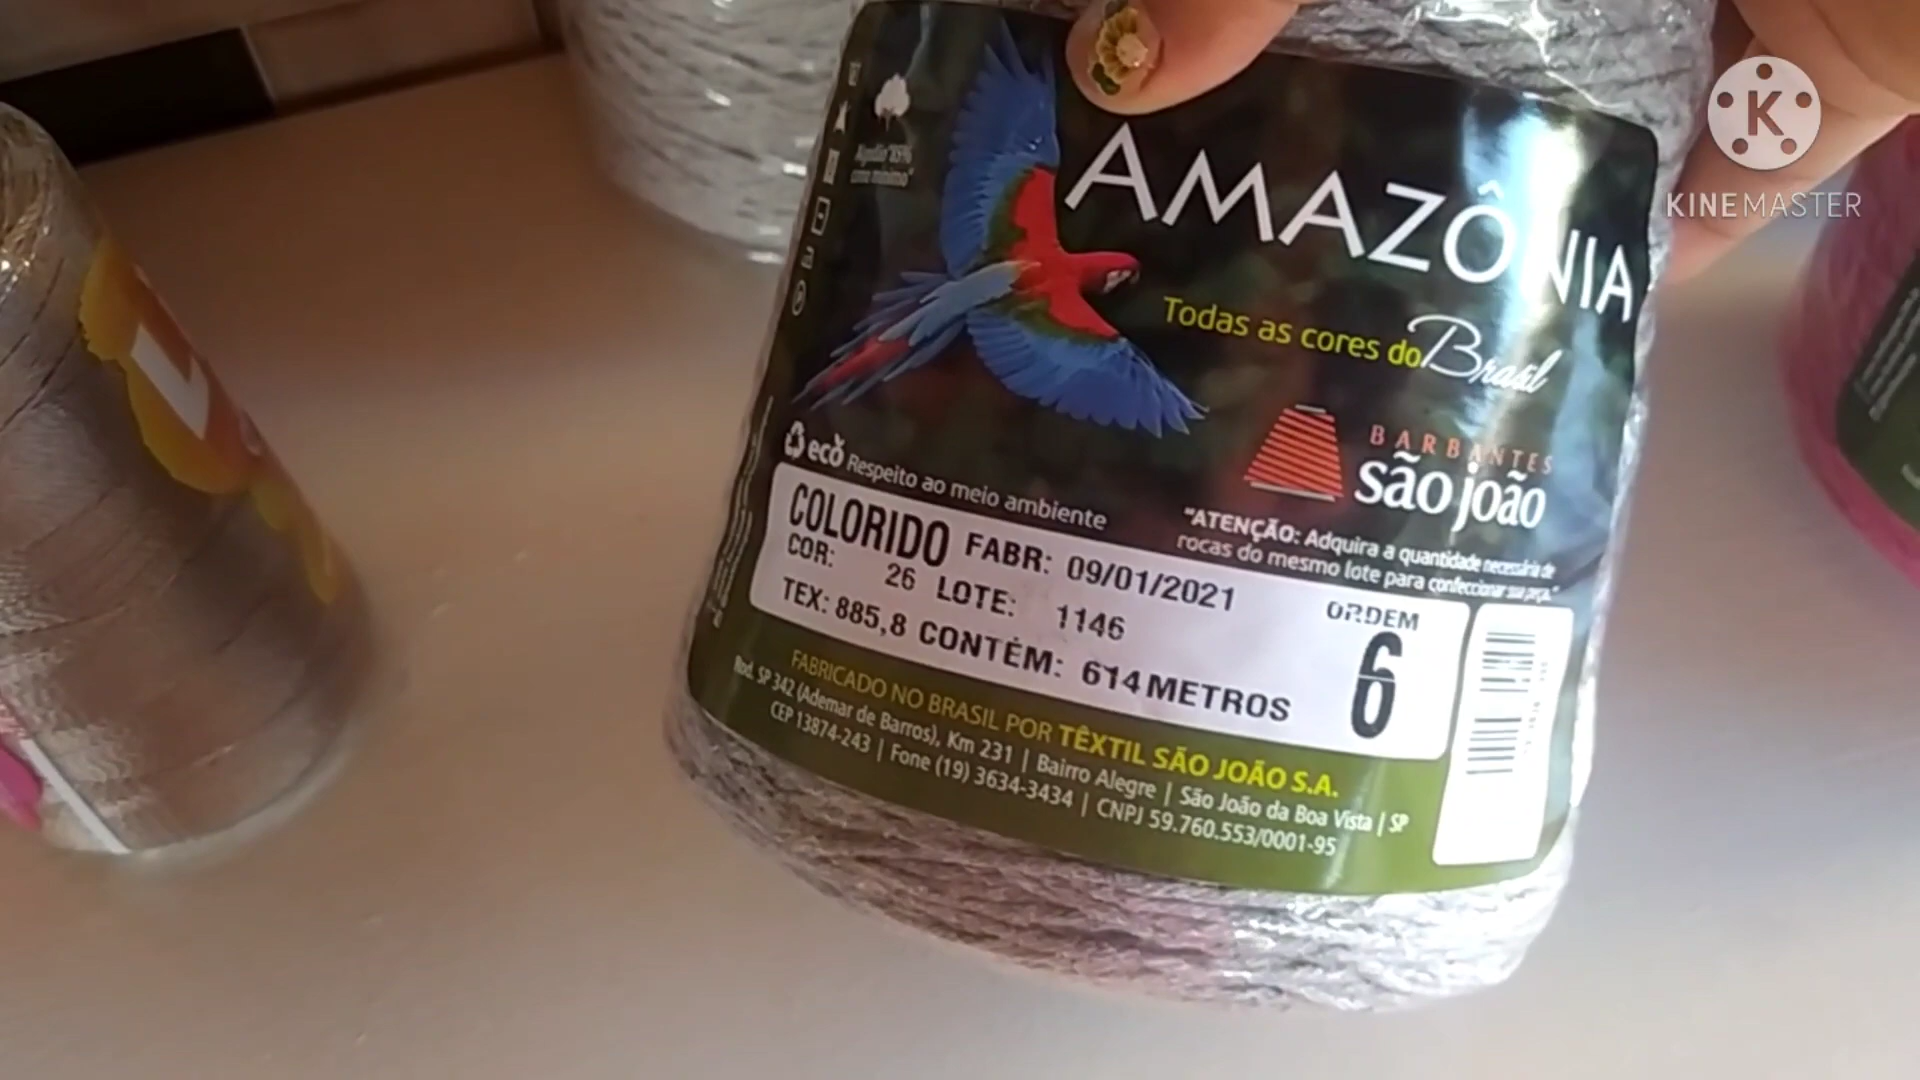 AMAZÔNIA
Todas as cores do Brasil
Algodão 85%
como mínimo"
BARBANTES
são joão
eco Respeito ao meio ambiente
"ATENÇÃO: Adquira a quantidade necessária de
rocas do mesmo lote para confeccionar sua peça."
COLORIDO FABR: 09/01/2021
COR: 26 LOTE: 1146
TEX: 885,8 CONTÉM: 614 METROS
ORDEM
6
FABRICADO NO BRASIL POR TÊXTIL SÃO JOÃO S.A.
Rod. SP 342 (Ademar de Barros), Km 231 | Bairro Alegre | São João da Boa Vista | SP
CEP 13874-243 | Fone (19) 3634-3434 | CNPJ 59.760.553/0001-95
K
KINEMASTER